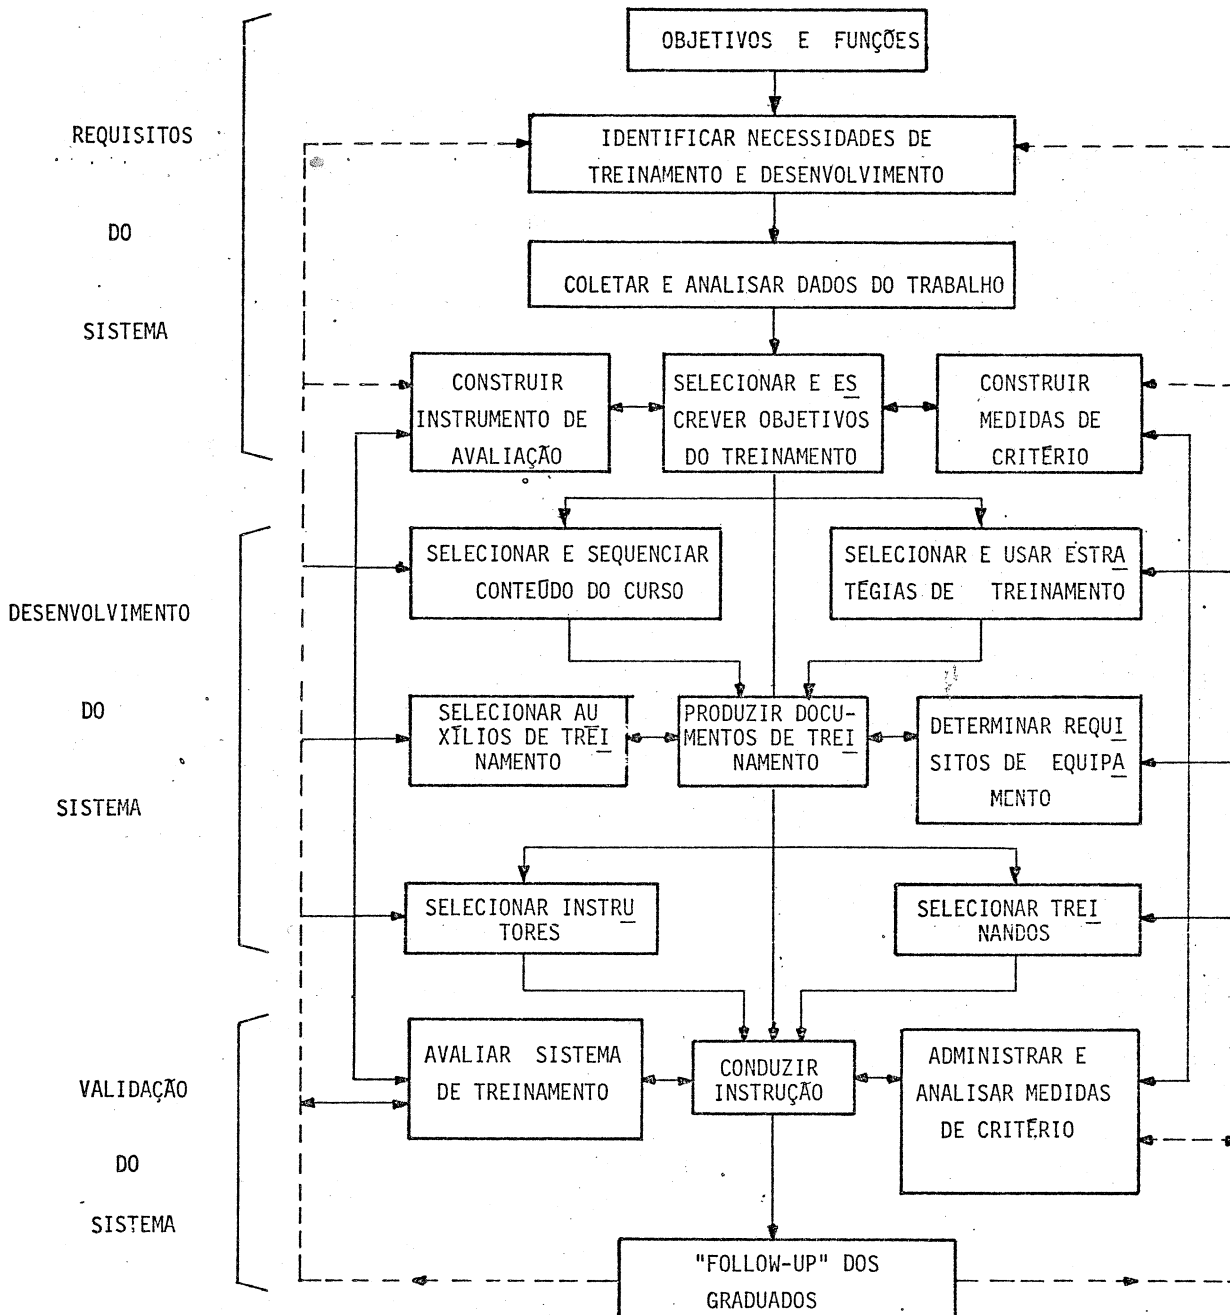 OBJETIVOS E FUNÇÕES
REQUISITOS
DO
SISTEMA
IDENTIFICAR NECESSIDADES DE
TREINAMENTO E DESENVOLVIMENTO
COLETAR E ANALISAR DADOS DO TRABALHO
CONSTRUIR
INSTRUMENTO DE
AVALIAÇÃO
SELECIONAR E ES
CREVER OBJETIVOS
DO TREINAMENTO
CONSTRUIR
MEDIDAS DE
CRITÉRIO
DESENVOLVIMENTO
DO
SISTEMA
SELECIONAR E SEQUENCIAR
CONTEÚDO DO CURSO
SELECIONAR E USAR ESTRA
TÉGIAS DE TREINAMENTO
SELECIONAR AU
XÍLIOS DE TREI
NAMENTO
PRODUZIR DOCU-
MENTOS DE TREI
NAMENTO
DETERMINAR REQUI
SITOS DE EQUIPA
MENTO
SELECIONAR INSTRU
TORES
SELECIONAR TREI
NANDOS
VALIDAÇÃO
DO
SISTEMA
AVALIAR SISTEMA
DE TREINAMENTO
CONDUZIR
INSTRUÇÃO
ADMINISTRAR E
ANALISAR MEDIDAS
DE CRITÉRIO
"FOLLOW-UP" DOS
GRADUADOS